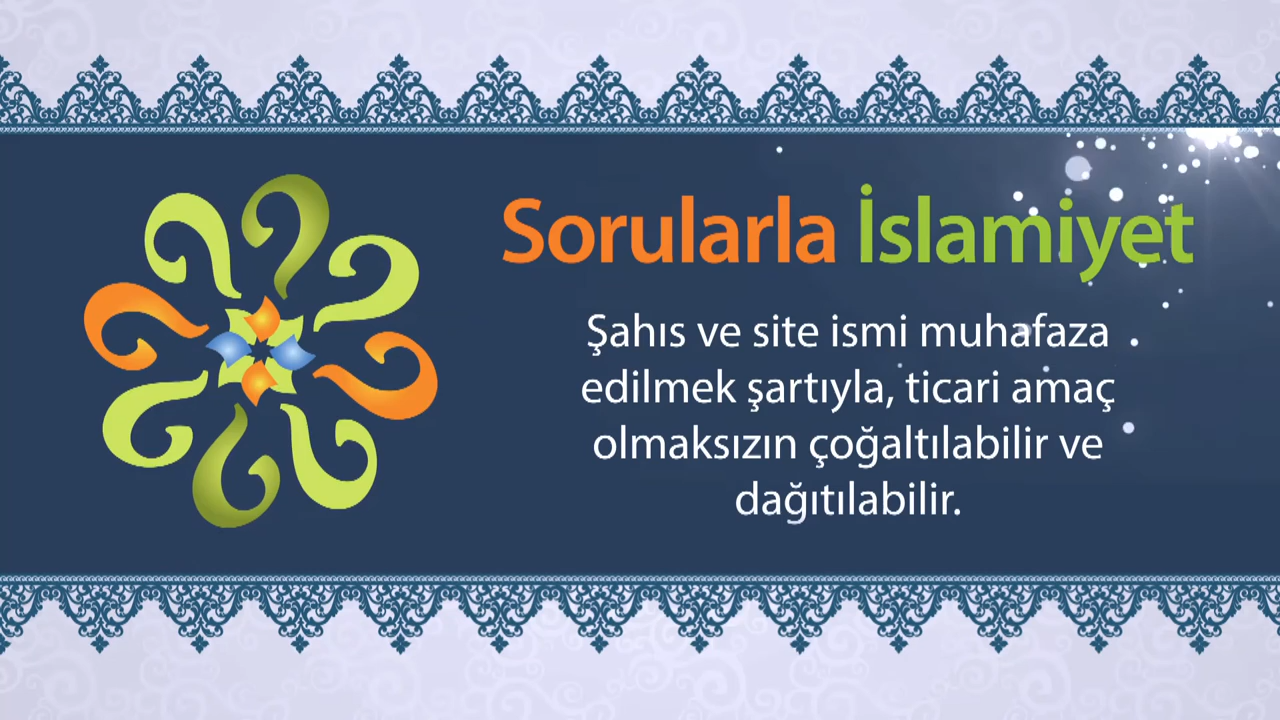 Sorularla İslamiyet
Şahıs ve site ismi muhafaza
edilmek şartıyla, ticari amaç
olmaksızın çoğaltılabilir ve
dağıtılabilir.